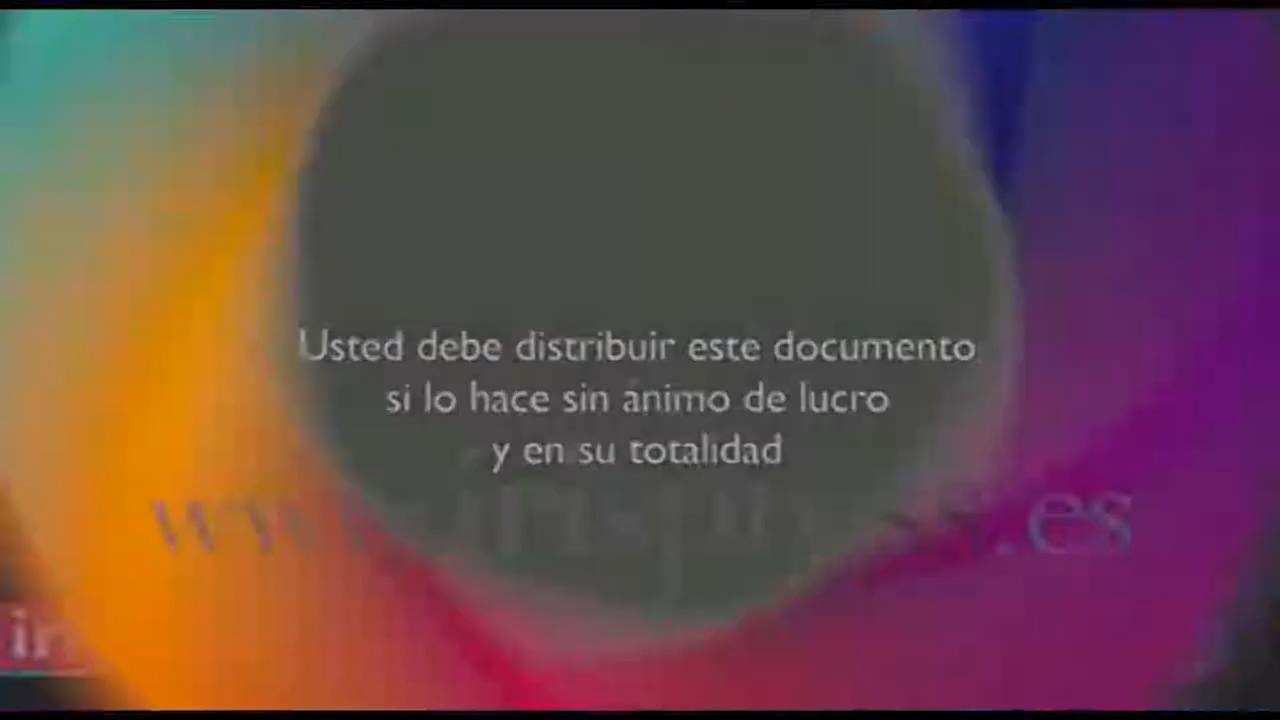 Usted debe distribuir este documento
si lo hace sin ánimo de lucro
y en su totalidad